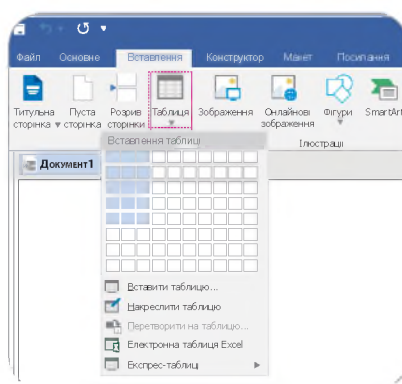 Файл Основне Вставлення Конструктор Макет Посилання
Титульна сторінка
Пуста сторінка
Розрив сторінки
Таблиця
Зображення
Онлайнові зображення
Фігури
SmartArt
Ілюстрації
Вставлення таблиці
Документ1
Вставити таблицю...
Накреслити таблицю
Перетворити на таблицю...
Електронна таблиця Excel
Експрес-таблиці